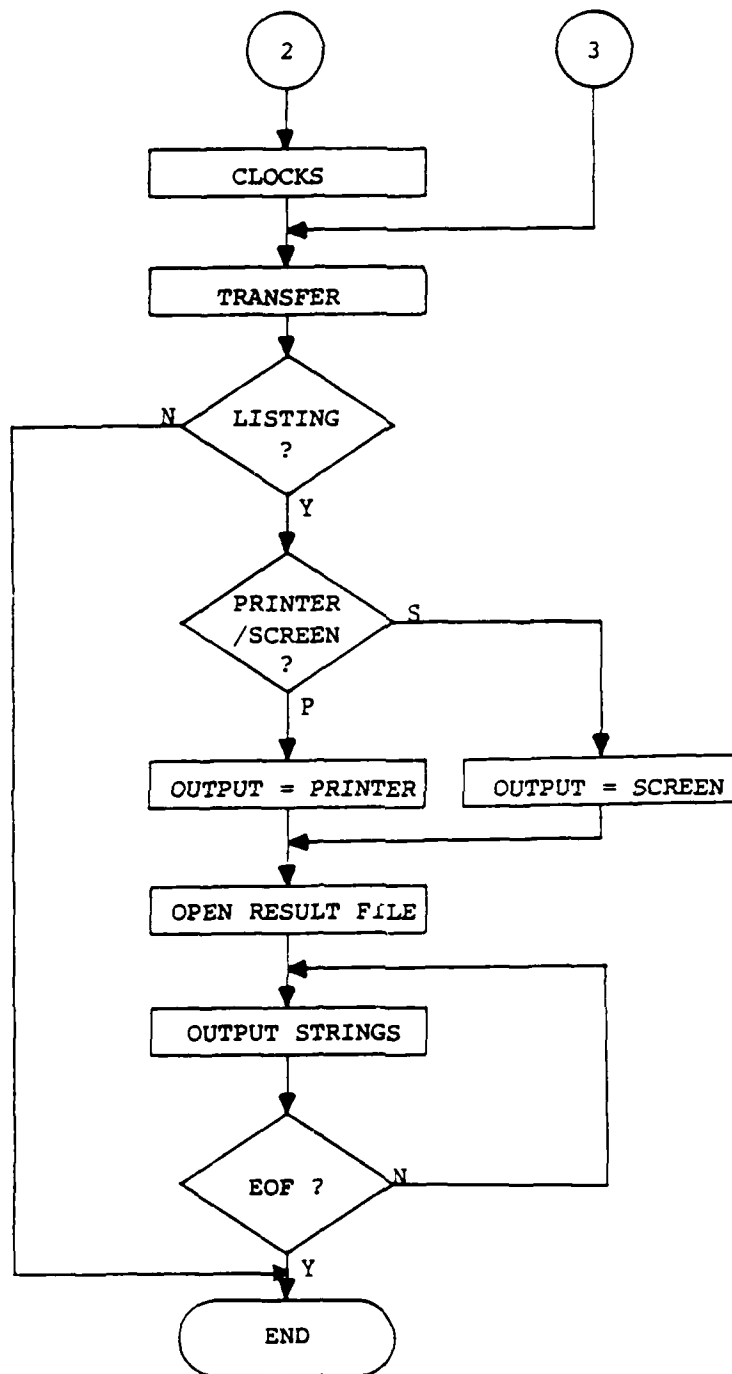 2
3
CLOCKS
TRANSFER
N
LISTING
?
Y
PRINTER
/SCREEN
?
S
P
OUTPUT = PRINTER
OUTPUT = SCREEN
OPEN RESULT FILE
OUTPUT STRINGS
EOF ?
N
Y
END